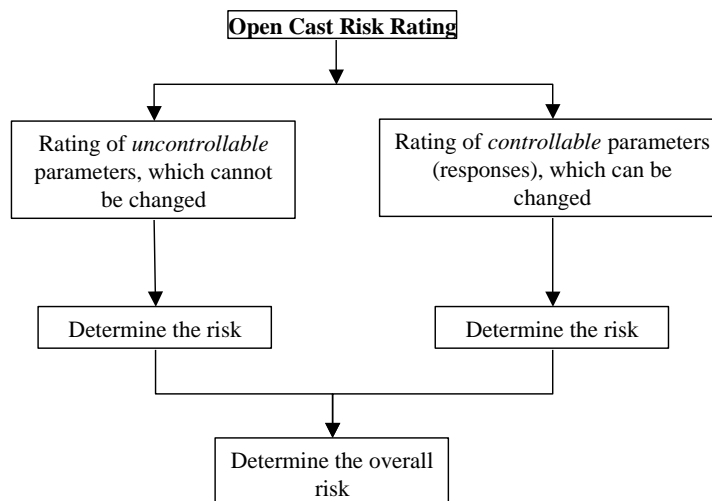 Open Cast Risk Rating
Rating of uncontrollable
parameters, which cannot
be changed
Rating of controllable parameters
(responses), which can be
changed
Determine the risk
Determine the risk
Determine the overall
risk